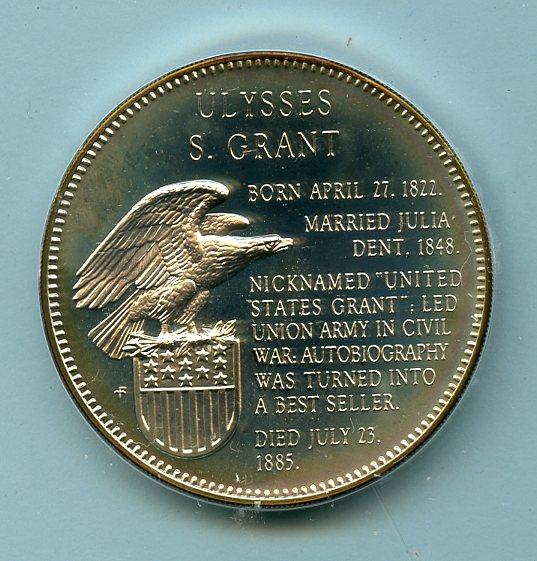 ULYSSES
S. GRANT
BORN APRIL 27, 1822.
MARRIED JULIA
DENT, 1848.
NICKNAMED "UNITED
STATES GRANT"; LED
UNION ARMY IN CIVIL
WAR; AUTOBIOGRAPHY
WAS TURNED INTO
A BEST SELLER.
DIED JULY 23,
1885.